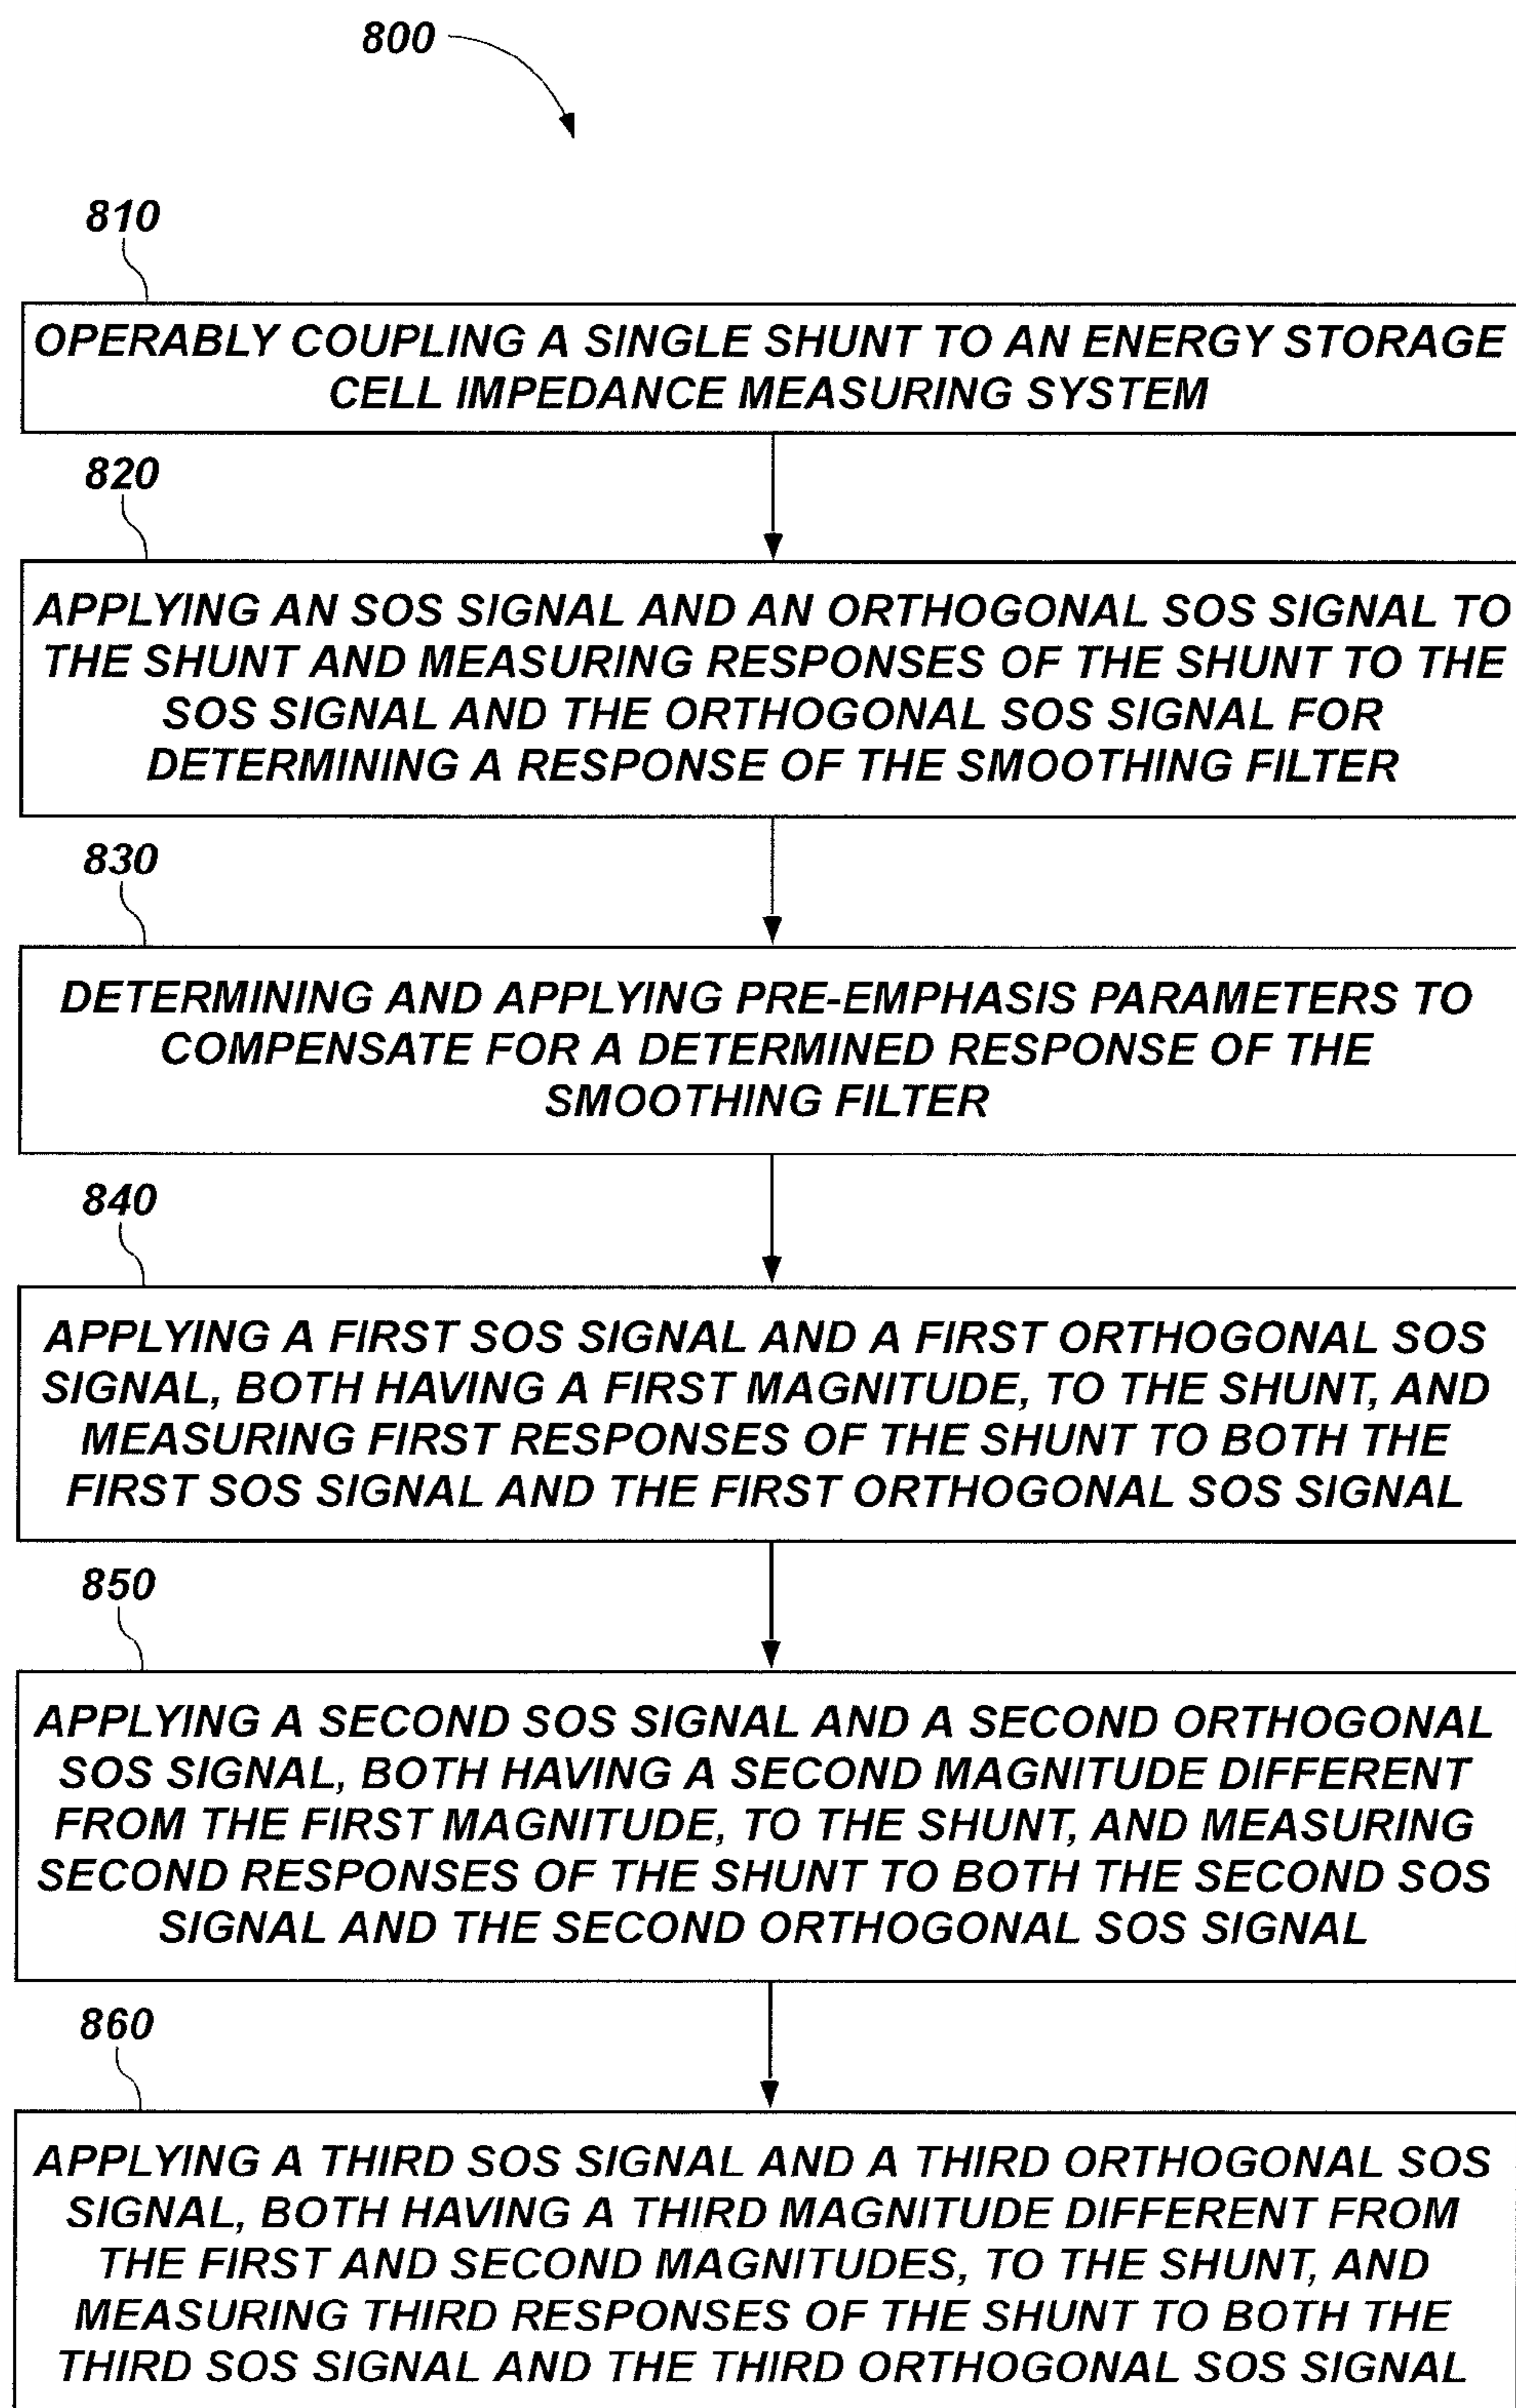 800
810
OPERABLY COUPLING A SINGLE SHUNT TO AN ENERGY STORAGE
CELL IMPEDANCE MEASURING SYSTEM
820
APPLYING AN SOS SIGNAL AND AN ORTHOGONAL SOS SIGNAL TO
THE SHUNT AND MEASURING RESPONSES OF THE SHUNT TO THE
SOS SIGNAL AND THE ORTHOGONAL SOS SIGNAL FOR
DETERMINING A RESPONSE OF THE SMOOTHING FILTER
830
DETERMINING AND APPLYING PRE-EMPHASIS PARAMETERS TO
COMPENSATE FOR A DETERMINED RESPONSE OF THE
SMOOTHING FILTER
840
APPLYING A FIRST SOS SIGNAL AND A FIRST ORTHOGONAL SOS
SIGNAL, BOTH HAVING A FIRST MAGNITUDE, TO THE SHUNT, AND
MEASURING FIRST RESPONSES OF THE SHUNT TO BOTH THE
FIRST SOS SIGNAL AND THE FIRST ORTHOGONAL SOS SIGNAL
850
APPLYING A SECOND SOS SIGNAL AND A SECOND ORTHOGONAL
SOS SIGNAL, BOTH HAVING A SECOND MAGNITUDE DIFFERENT
FROM THE FIRST MAGNITUDE, TO THE SHUNT, AND MEASURING
SECOND RESPONSES OF THE SHUNT TO BOTH THE SECOND SOS
SIGNAL AND THE SECOND ORTHOGONAL SOS SIGNAL
860
APPLYING A THIRD SOS SIGNAL AND A THIRD ORTHOGONAL SOS
SIGNAL, BOTH HAVING A THIRD MAGNITUDE DIFFERENT FROM
THE FIRST AND SECOND MAGNITUDES, TO THE SHUNT, AND
MEASURING THIRD RESPONSES OF THE SHUNT TO BOTH THE
THIRD SOS SIGNAL AND THE THIRD ORTHOGONAL SOS SIGNAL